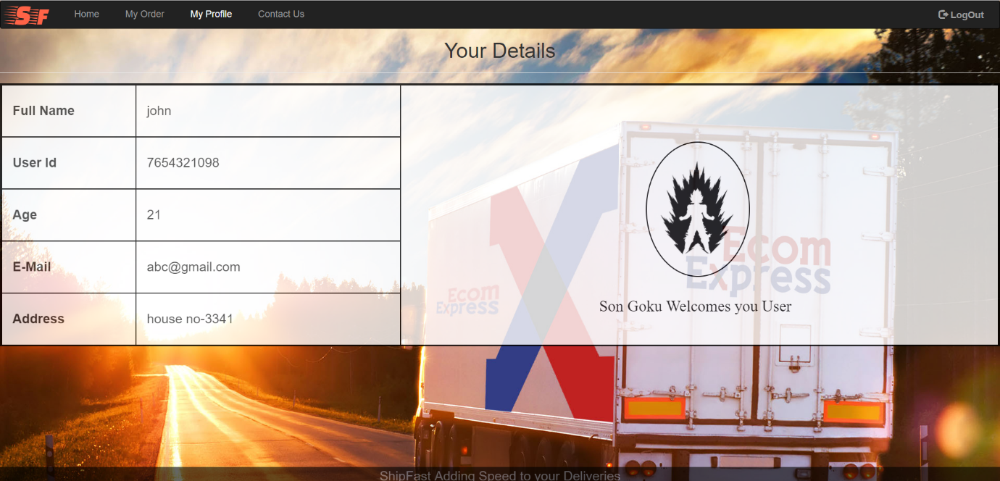 SF
Home
My Order
My Profile
Contact Us
LogOut
Your Details
Full Name
john
User Id
7654321098
Age
21
E-Mail
abc@gmail.com
Address
house no-3341
Ecom
Express
Ecom
Express
Son Goku Welcomes you User
ShipFast Adding Speed to your Deliveries